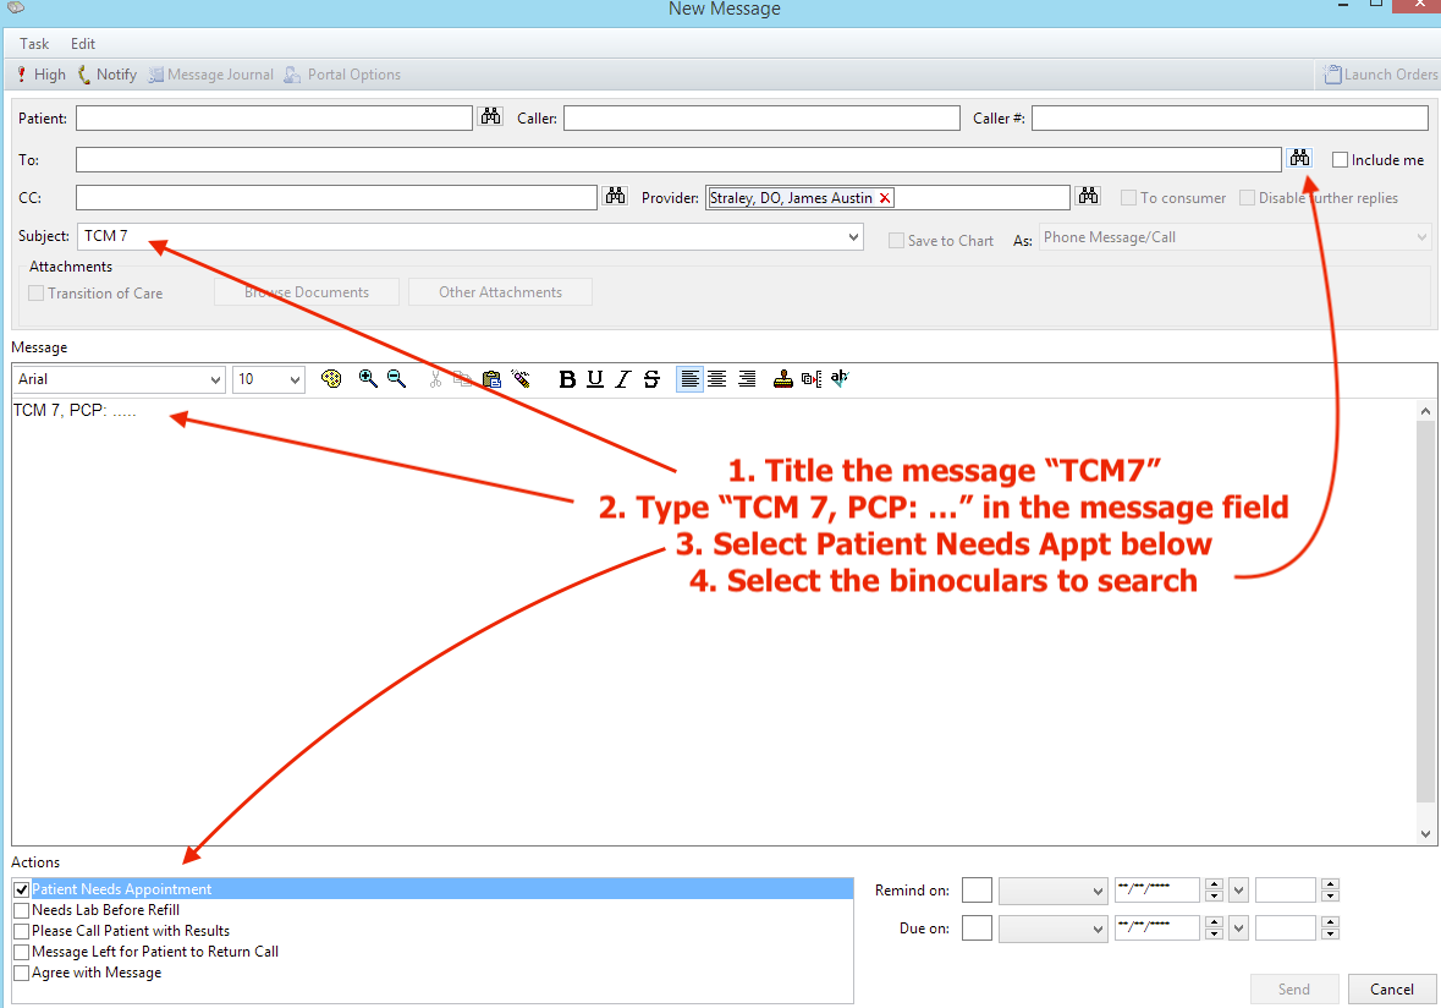 New Message
Task Edit
High Notify Message Journal Portal Options Launch Orders
Patient: Caller: Caller #:
To: Include me
CC: Provider: Straley, DO, James Austin To consumer Disable further replies
Subject: TCM 7 Save to Chart As: Phone Message/Call
Attachments
Transition of Care Browse Documents Other Attachments
Message
Arial 10 B U I S
TCM 7, PCP: .....
1. Title the message “TCM7”
2. Type “TCM 7, PCP: ...” in the message field
3. Select Patient Needs Appt below
4. Select the binoculars to search
Actions
Patient Needs Appointment Remind on: **/**/****
Needs Lab Before Refill
Please Call Patient with Results Due on: **/**/****
Message Left for Patient to Return Call
Agree with Message
Send Cancel